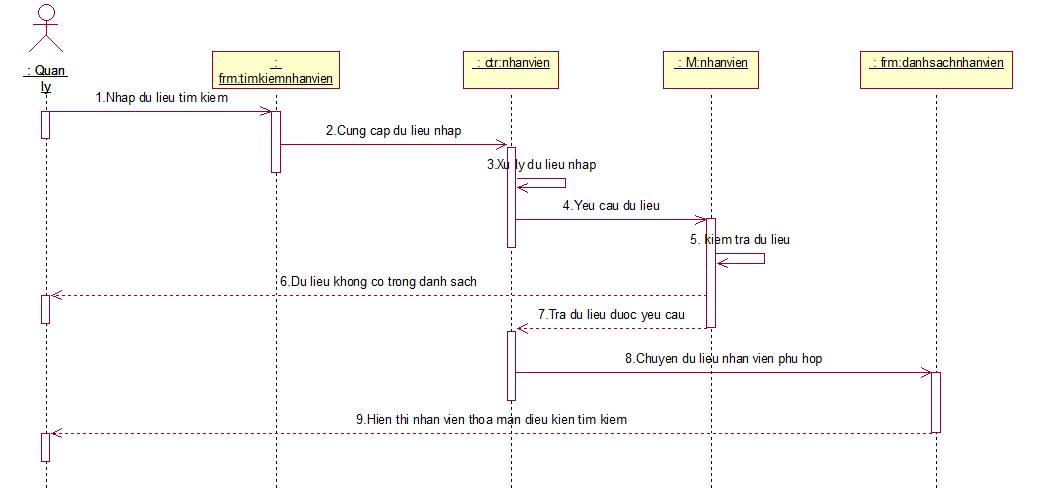 : Quan
ly
:
frm:timkiemnhanvien
: ctr:nhanvien
: M:nhanvien
: frm:danhsachnhanvien
1.Nhap du lieu tim kiem
2.Cung cap du lieu nhap
3.Xu ly du lieu nhap
4.Yeu cau du lieu
5. kiem tra du lieu
6.Du lieu khong co trong danh sach
7.Tra du lieu duoc yeu cau
8.Chuyen du lieu nhan vien phu hop
9.Hien thi nhan vien thoa man dieu kien tim kiem